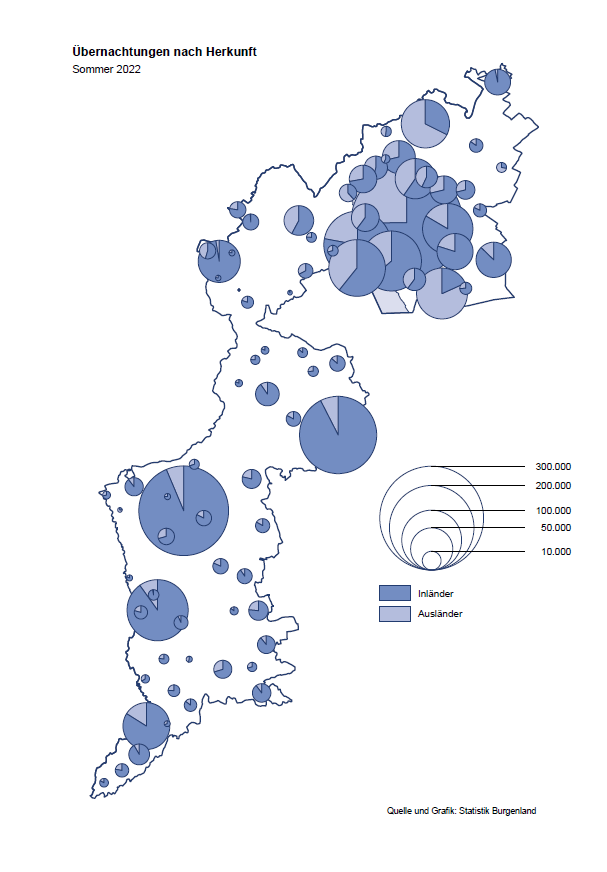 Übernachtungen nach Herkunft
Sommer 2022
300.000
200.000
100.000
50.000
10.000
Inländer
Ausländer
Quelle und Grafik: Statistik Burgenland